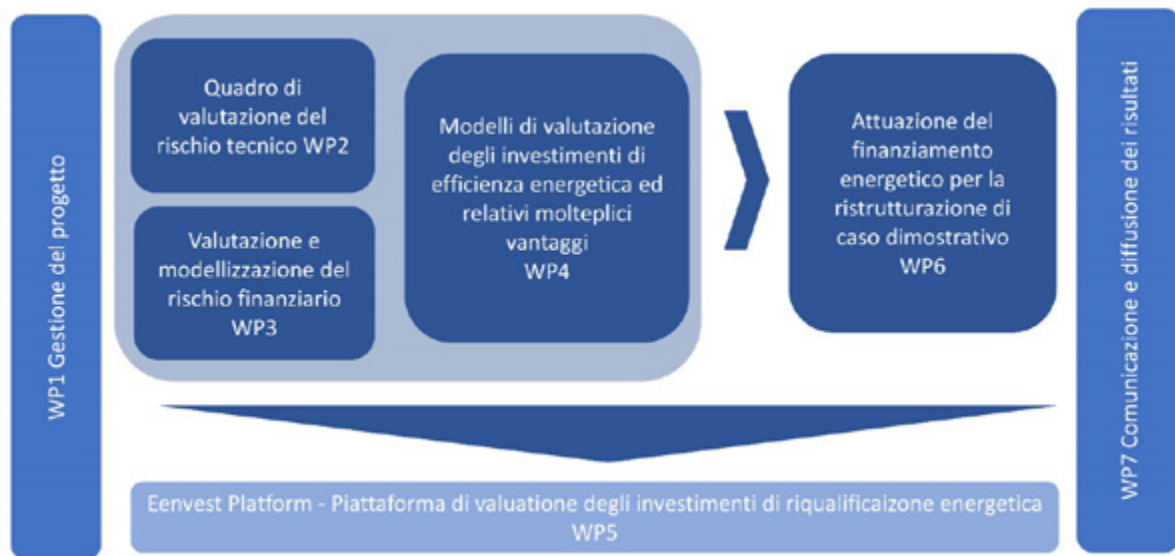 WP1 Gestione del progetto
Quadro di
valutazione del
rischio tecnico WP2
Valutazione e
modellizzazione del
rischio finanziario
WP3
Modelli di valutazione
degli investimenti di
efficienza energetica ed
relativi molteplici
vantaggi
WP4
Attuazione del
finanziamento
energetico per la
ristrutturazione di
caso dimostrativo
WP6
WP7 Comunicazione e diffusione dei risultati
Eenvest Platform - Piattaforma di valuatione degli investimenti di riqualificaizone energetica
WP5